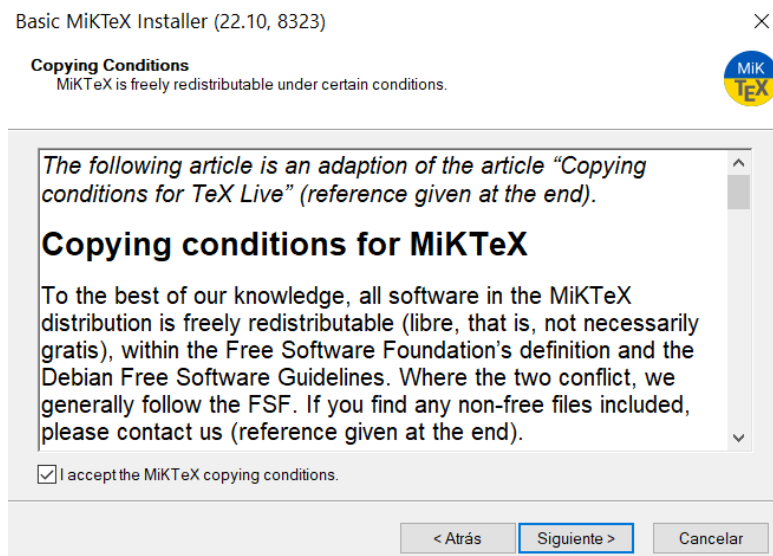 Basic MiKTeX Installer (22.10, 8323)
Copying Conditions
MiKTeX is freely redistributable under certain conditions.
MiK
TEX
The following article is an adaption of the article “Copying
conditions for TeX Live” (reference given at the end).
Copying conditions for MiKTeX
To the best of our knowledge, all software in the MiKTeX
distribution is freely redistributable (libre, that is, not necessarily
gratis), within the Free Software Foundation’s definition and the
Debian Free Software Guidelines. Where the two conflict, we
generally follow the FSF. If you find any non-free files included,
please contact us (reference given at the end).
I accept the MiKTeX copying conditions.
< Atrás Siguiente > Cancelar